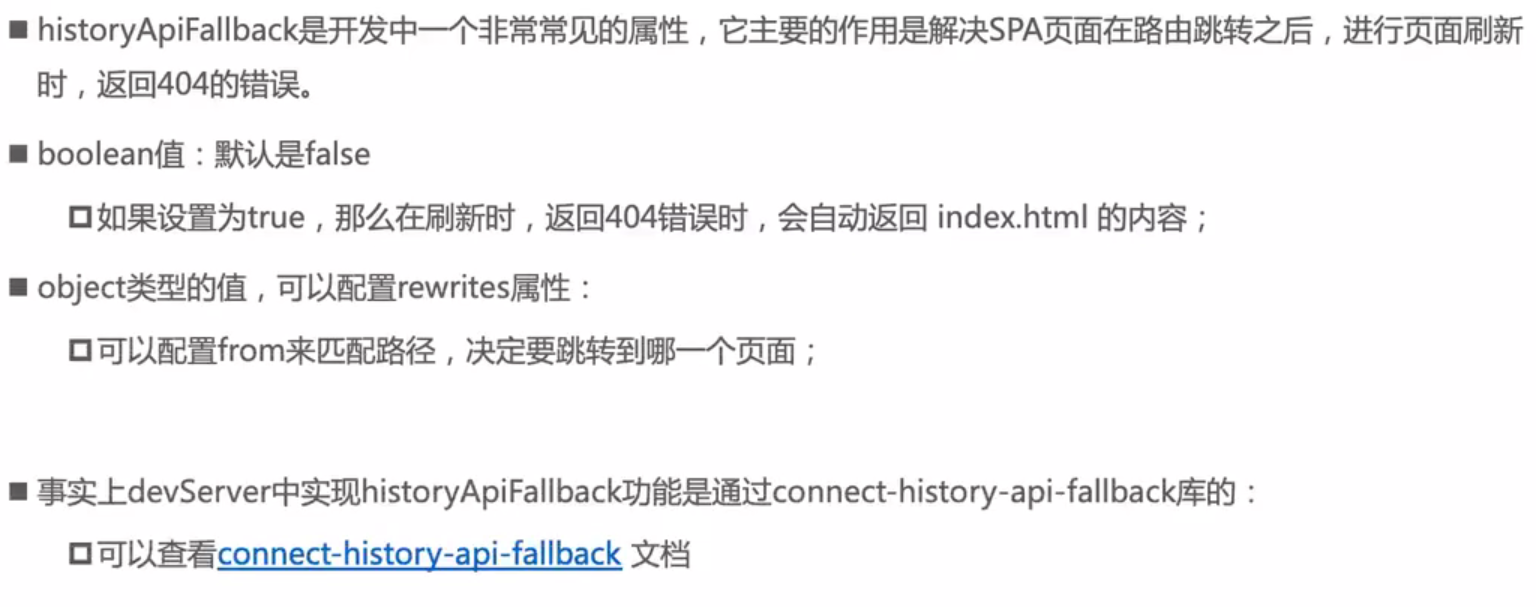 ■ historyApiFallback是开发中一个非常常见的属性，它主要的作用是解决SPA页面在路由跳转之后，进行页面刷新
时，返回404的错误。
■ boolean值：默认是false
□ 如果设置为true，那么在刷新时，返回404错误时，会自动返回 index.html 的内容；
■ object类型的值，可以配置rewrites属性：
□ 可以配置from来匹配路径，决定要跳转到哪一个页面；
■ 事实上devServer中实现historyApiFallback功能是通过connect-history-api-fallback库的：
□ 可以查看connect-history-api-fallback 文档